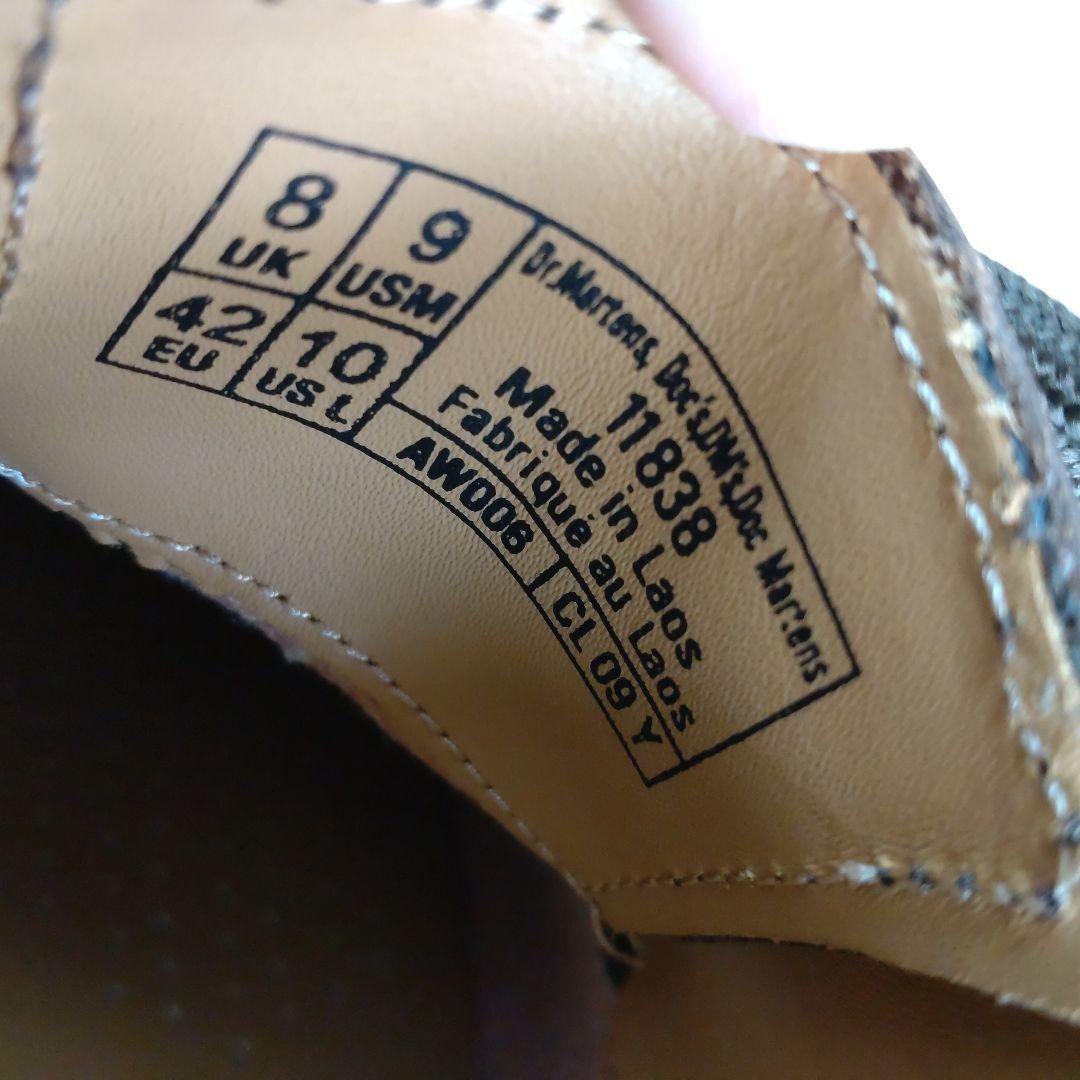 8
UK
9
USM
42
EU
10
US L
Dr.Martens, Doc's,DM's,Doc Martens
11838
Made in Laos
Fabriqué au Laos
AW006
CL 09 Y